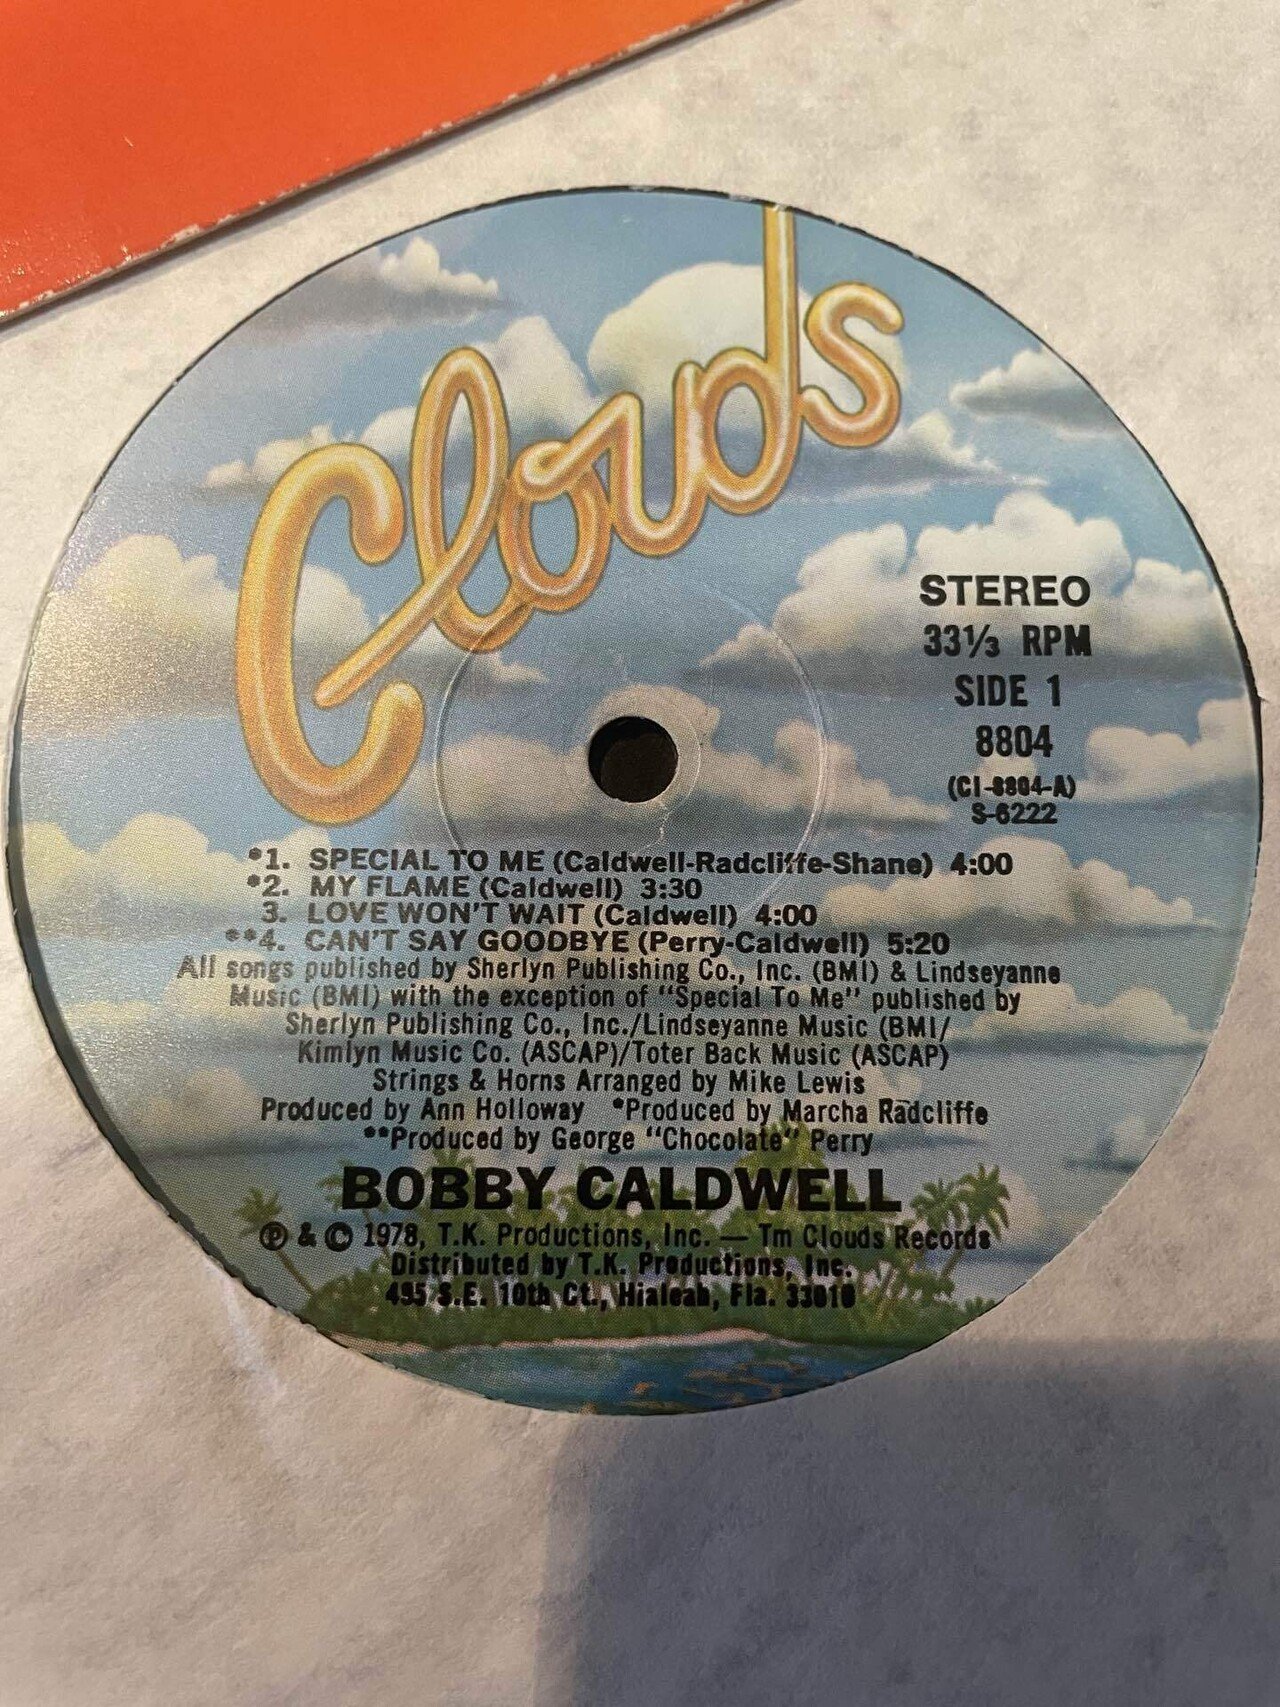 Clouds
STEREO
33⅓ RPM
SIDE 1
8804
(CI-8804-A)
S-6222
*1. SPECIAL TO ME (Caldwell-Radcliffe-Shane) 4:00
*2. MY FLAME (Caldwell) 3:30
3. LOVE WON'T WAIT (Caldwell) 4:00
**4. CAN'T SAY GOODBYE (Perry-Caldwell) 5:20
All songs published by Sherlyn Publishing Co., Inc. (BMI) & Lindseyanne
Music (BMI) with the exception of "Special To Me" published by
Sherlyn Publishing Co., Inc./Lindseyanne Music (BMI/
Kimlyn Music Co. (ASCAP)/Toter Back Music (ASCAP)
Strings & Horns Arranged by Mike Lewis
Produced by Ann Holloway *Produced by Marcha Radcliffe
**Produced by George "Chocolate" Perry
BOBBY CALDWELL
℗ & © 1978, T.K. Productions, Inc. — Tm Clouds Records
Distributed by T.K. Productions, Inc.
495 S.E. 10th Ct., Hialeah, Fla. 33010